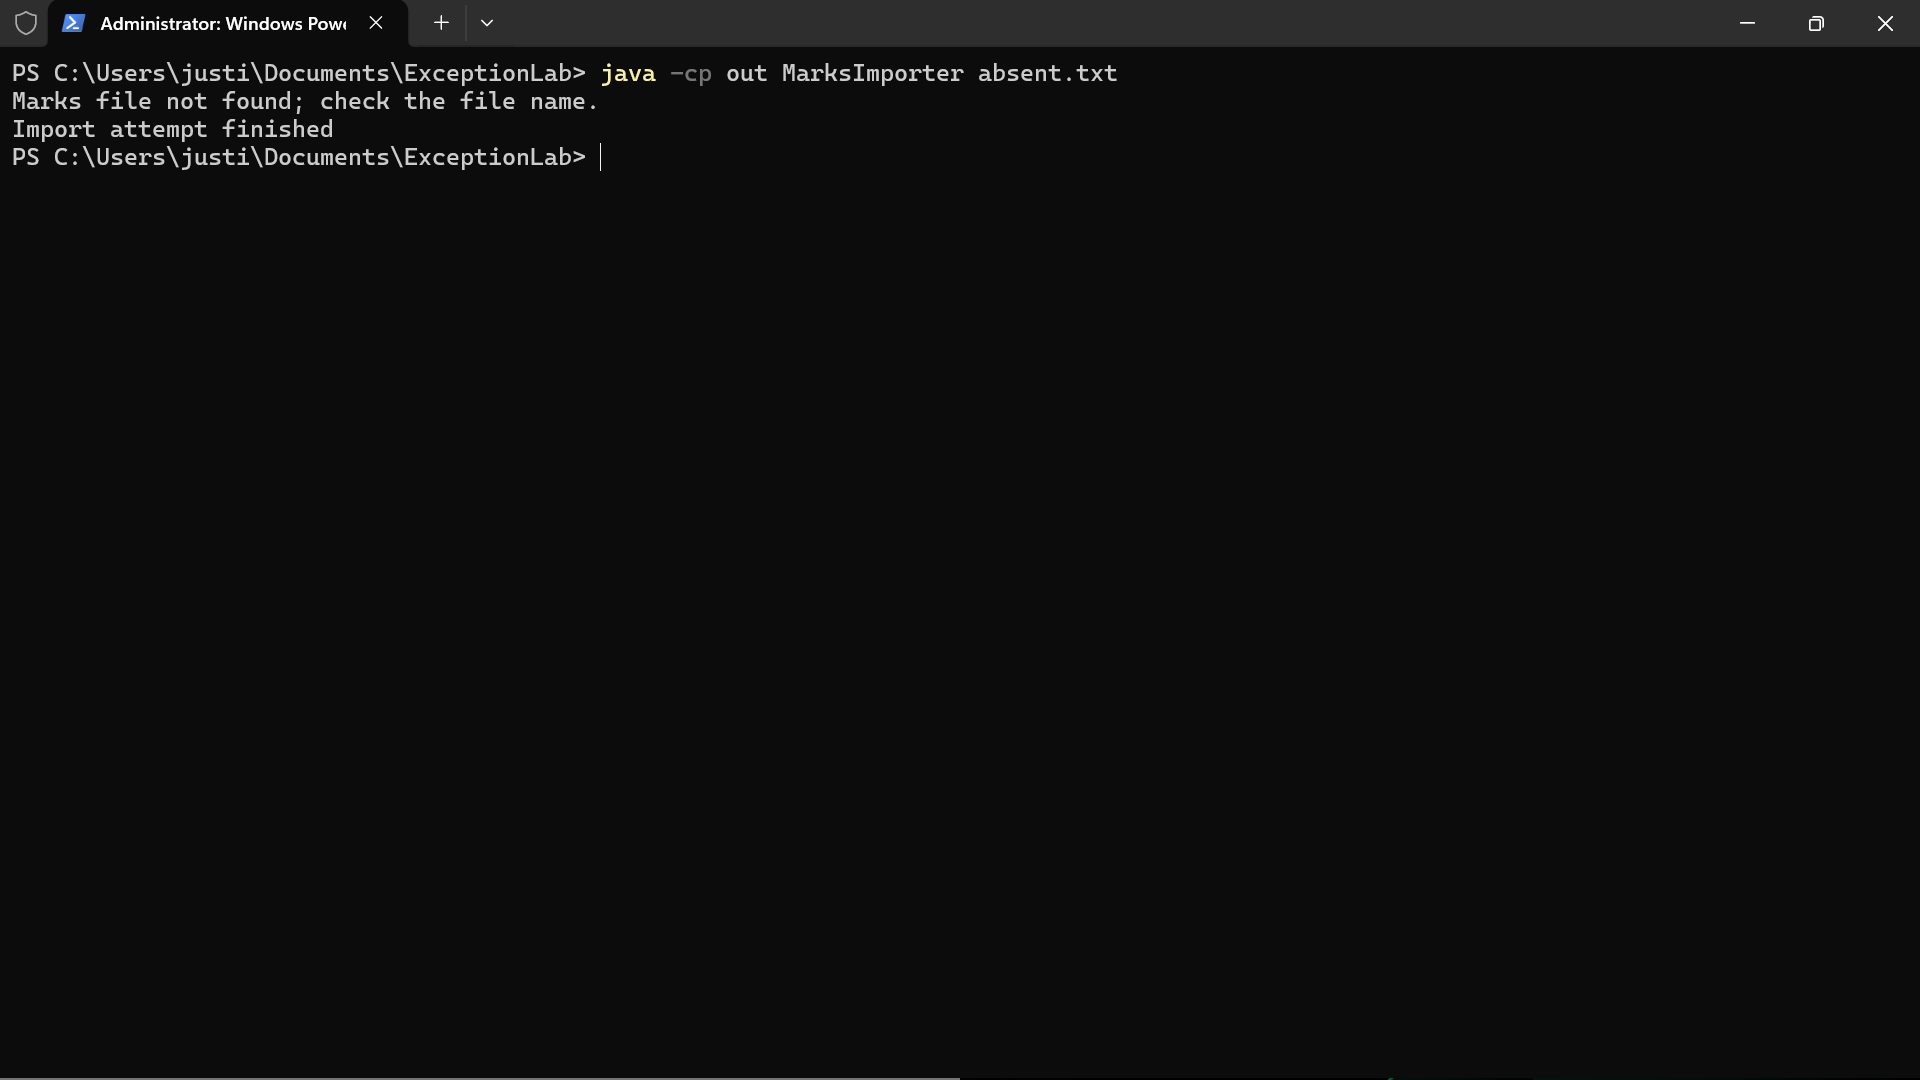 Administrator: Windows Pow
PS C:\Users\justi\Documents\ExceptionLab> java -cp out MarksImporter absent.txt
Marks file not found; check the file name.
Import attempt finished
PS C:\Users\justi\Documents\ExceptionLab>